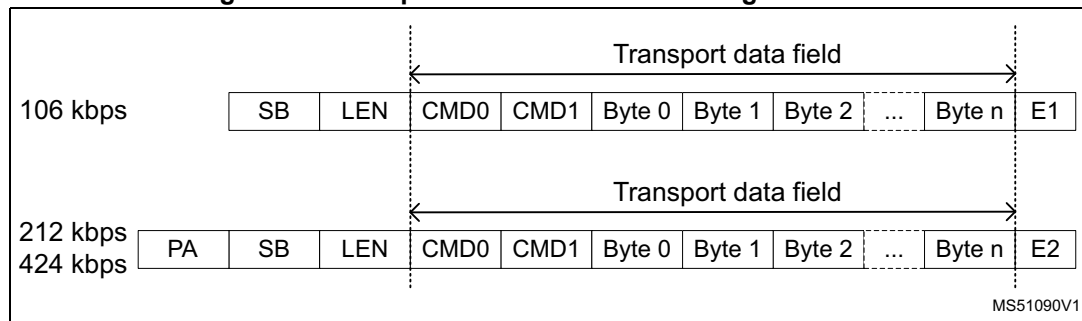 Transport data field
106 kbps SB LEN CMD0 CMD1 Byte 0 Byte 1 Byte 2 ... Byte n E1
Transport data field
212 kbps
424 kbps
PA SB LEN CMD0 CMD1 Byte 0 Byte 1 Byte 2 ... Byte n E2
MS51090V1